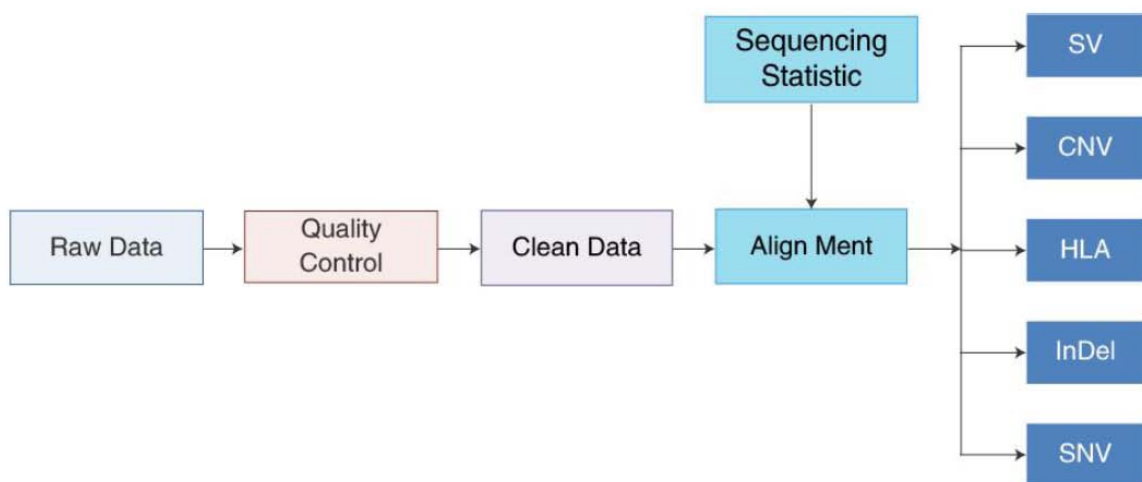 Sequencing
Statistic
SV
CNV
Raw Data
Quality
Control
Clean Data
Align Ment
HLA
InDel
SNV